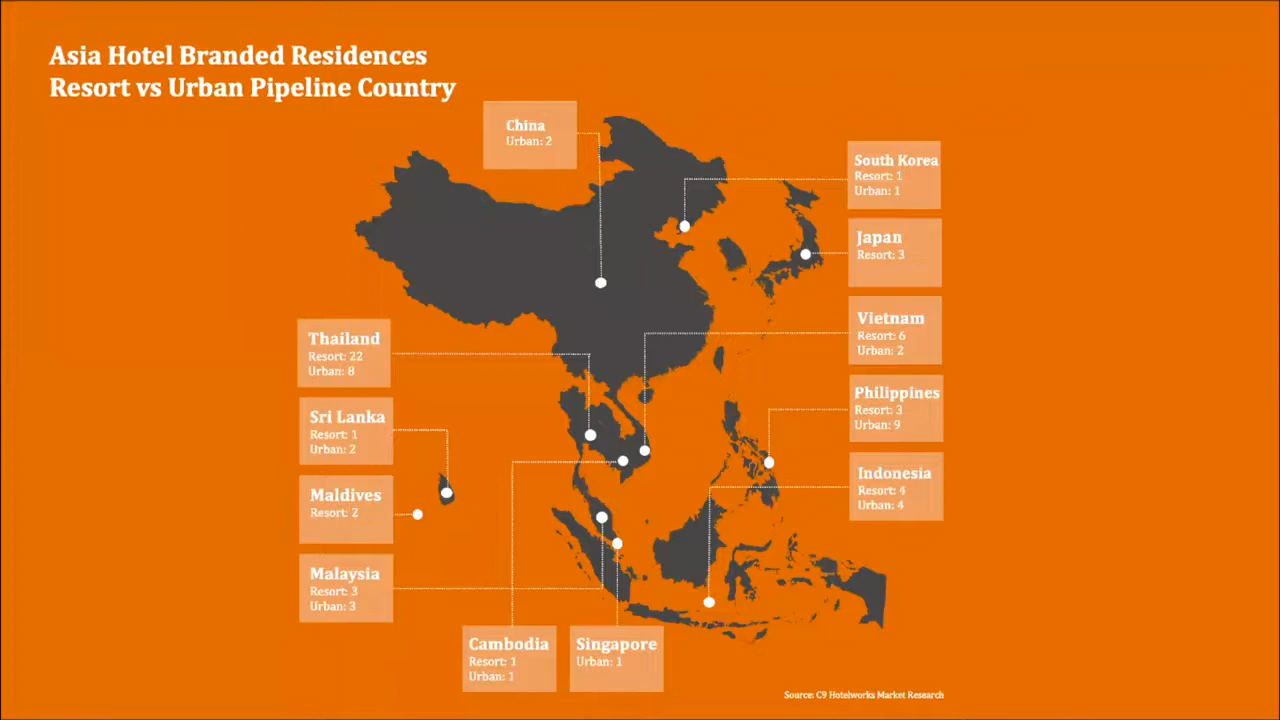 Asia Hotel Branded Residences
Resort vs Urban Pipeline Country
China
Urban: 2
South Korea
Resort: 1
Urban: 1
Japan
Resort: 3
Vietnam
Resort: 6
Urban: 2
Philippines
Resort: 3
Urban: 9
Indonesia
Resort: 4
Urban: 4
Thailand
Resort: 22
Urban: 8
Sri Lanka
Resort: 1
Urban: 2
Maldives
Resort: 2
Malaysia
Resort: 3
Urban: 3
Cambodia
Resort: 1
Urban: 1
Singapore
Urban: 1
Source: C9 Hotelworks Market Research